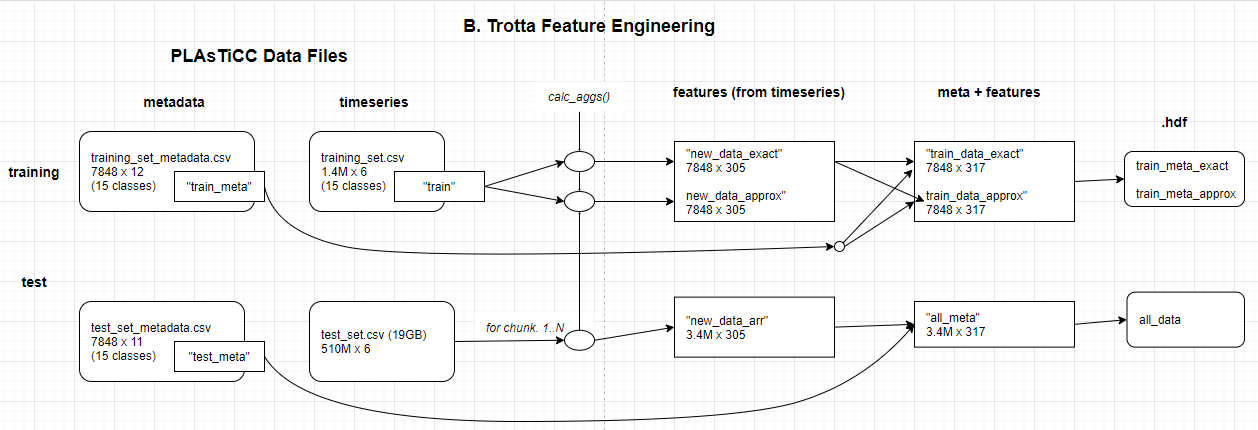 B. Trotta Feature Engineering
PLAsTiCC Data Files
metadata
timeseries
calc_aggs()
features (from timeseries)
meta + features
.hdf
training
training_set_metadata.csv
7848 x 12
(15 classes)
"train_meta"
training_set.csv
1.4M x 6
(15 classes)
"train"
"new_data_exact"
7848 x 305
new_data_approx"
7848 x 305
"train_data_exact"
7848 x 317
train_data_approx"
7848 x 317
train_meta_exact
train_meta_approx
test
test_set_metadata.csv
7848 x 11
(15 classes)
"test_meta"
test_set.csv (19GB)
510M x 6
for chunk. 1..N
"new_data_arr"
3.4M x 305
"all_meta"
3.4M x 317
all_data